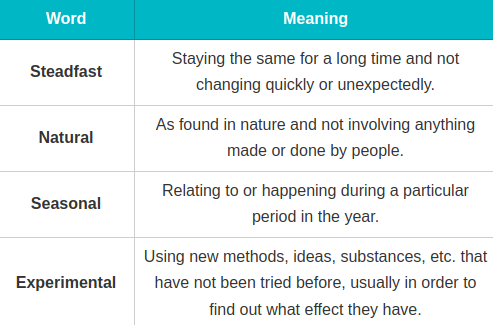 Word Meaning
Steadfast
Staying the same for a long time and not
changing quickly or unexpectedly.
Natural
As found in nature and not involving anything
made or done by people.
Seasonal
Relating to or happening during a particular
period in the year.
Experimental
Using new methods, ideas, substances, etc. that
have not been tried before, usually in order to
find out what effect they have.